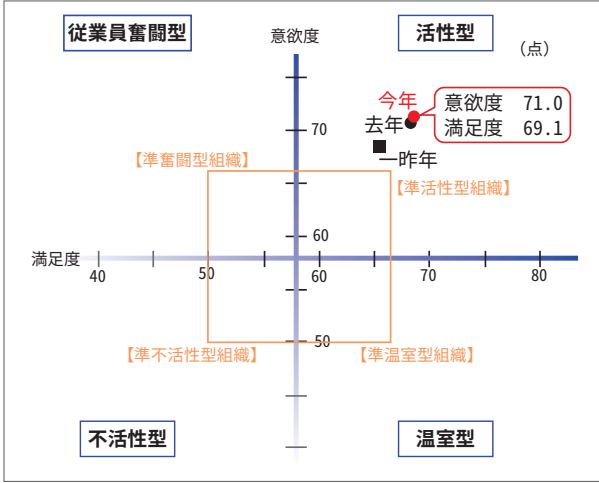 従業員奮闘型
意欲度
活性型
（点）
今年
意欲度 71.0
満足度 69.1
去年
70
一昨年
【準奮闘型組織】
【準活性型組織】
60
満足度
40
50
60
70
80
50
【準不活性型組織】
【準温室型組織】
不活性型
温室型